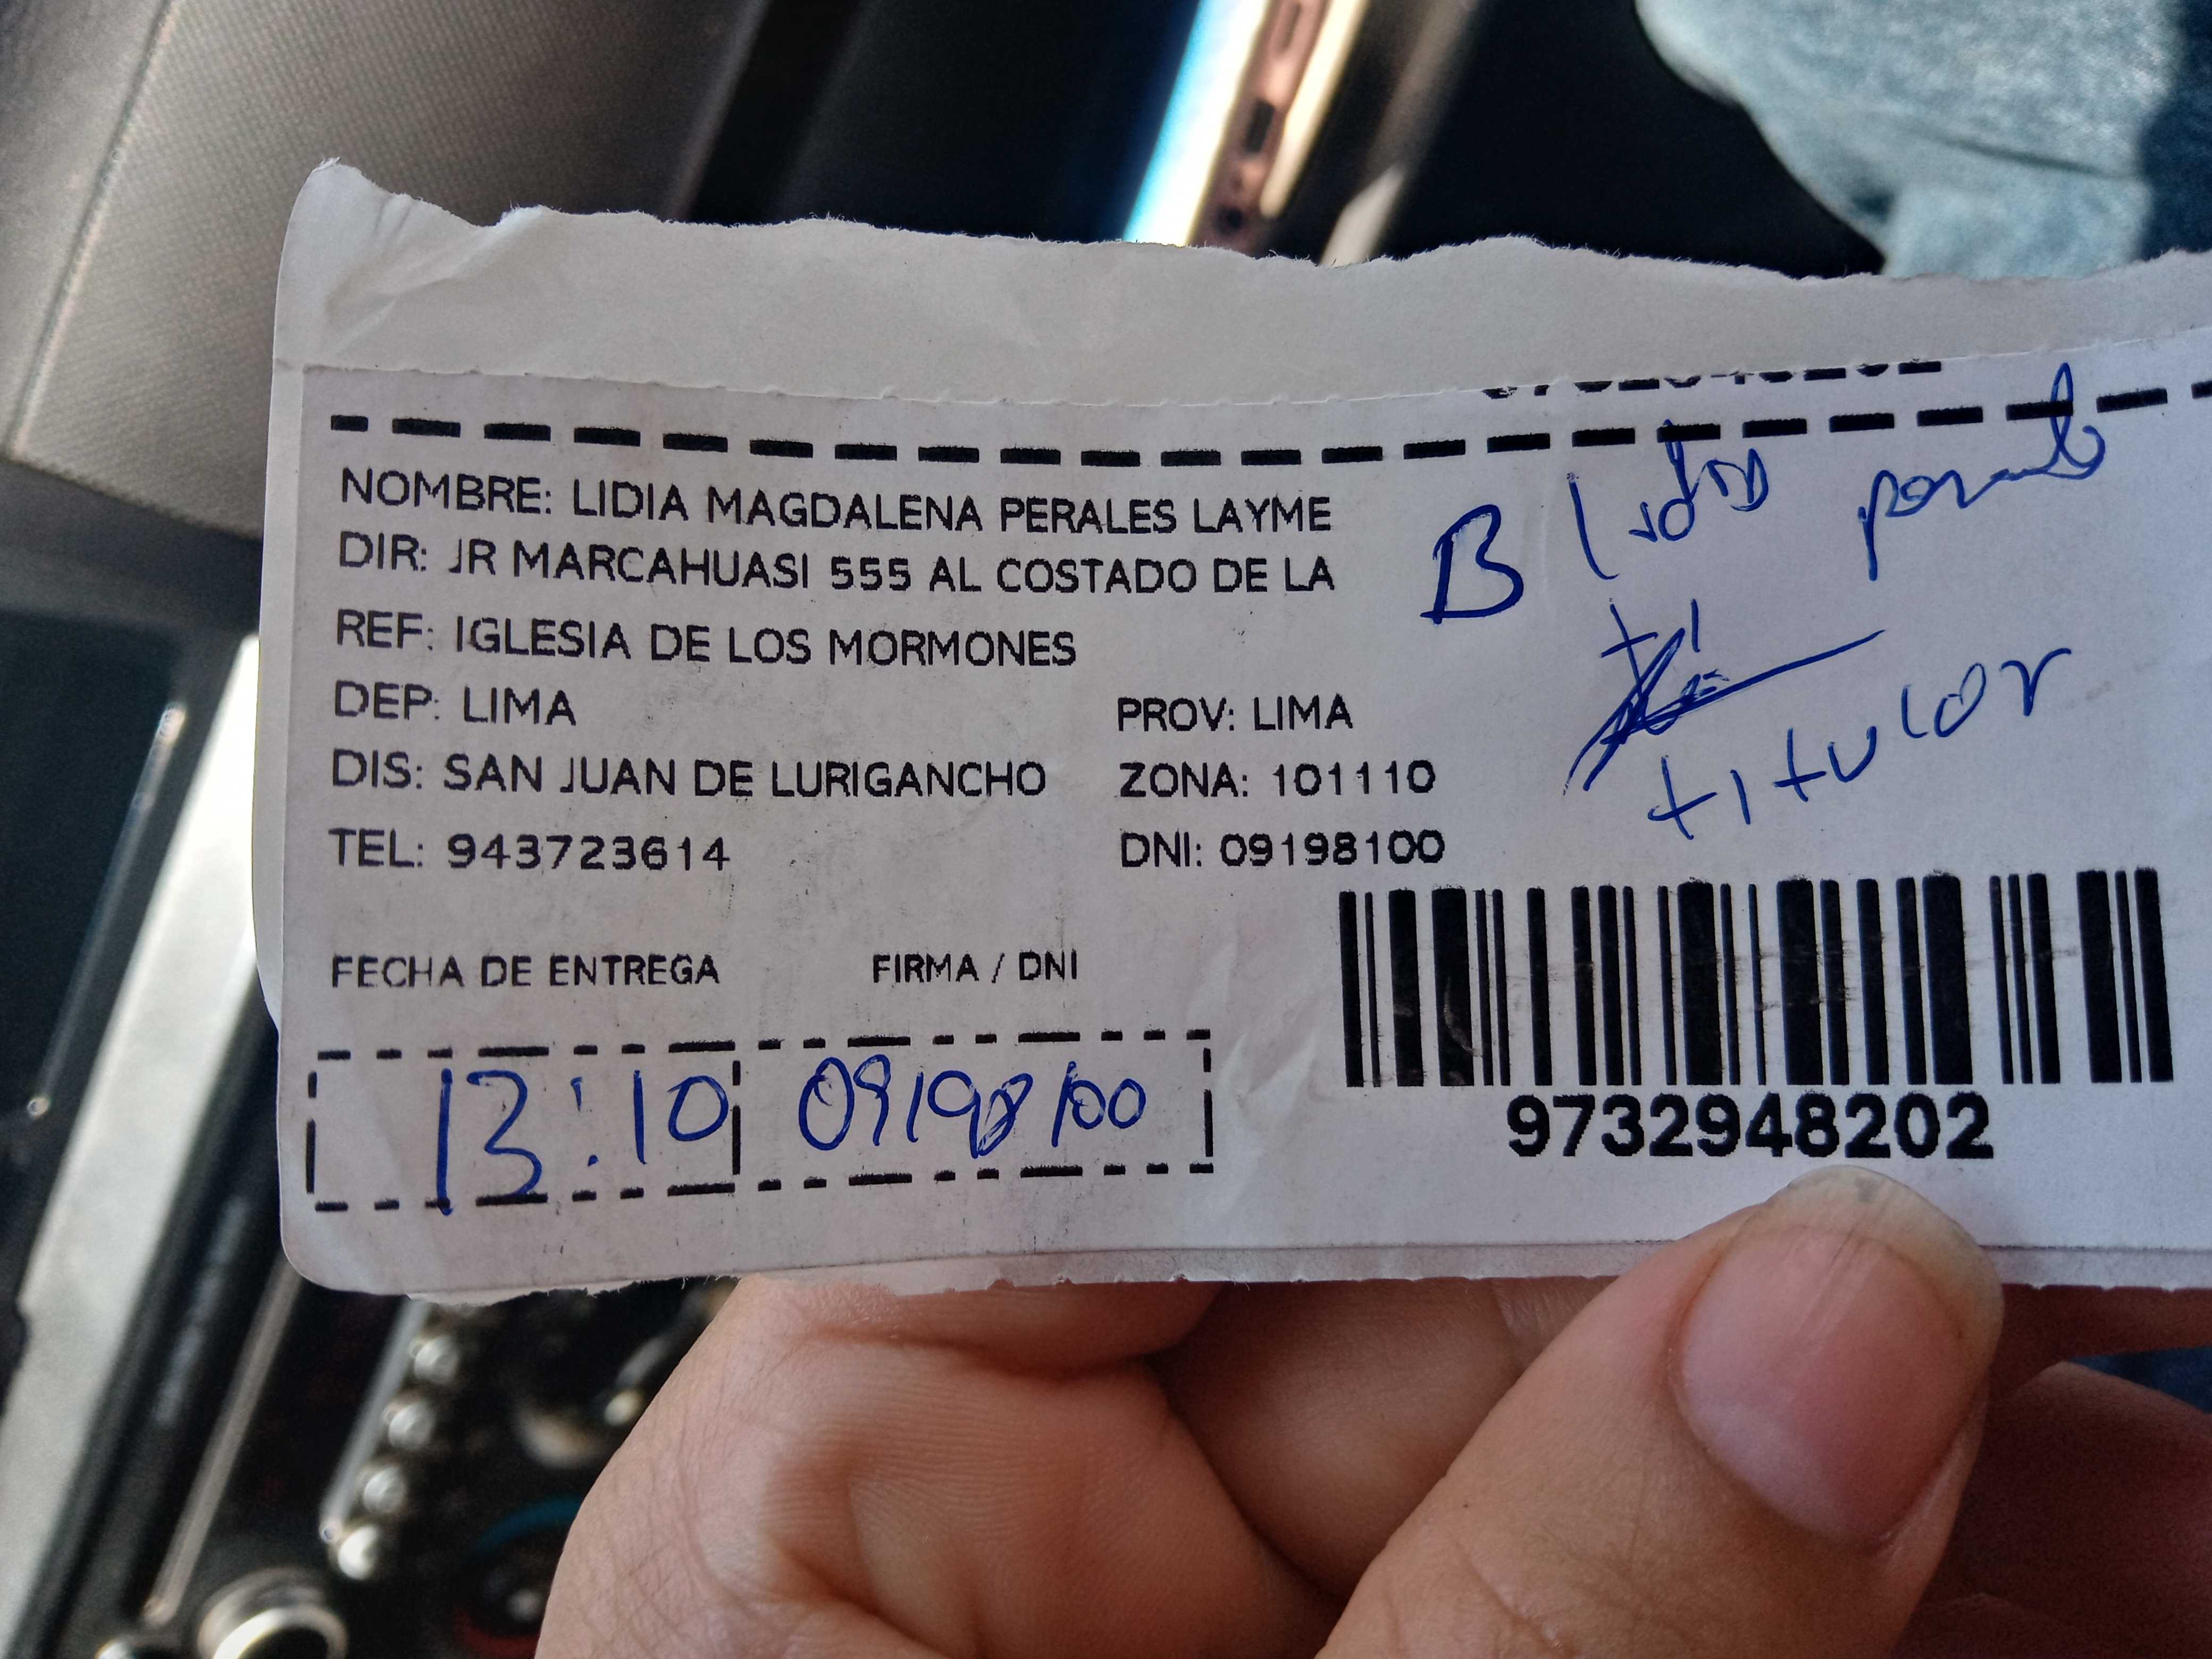 NOMBRE: LIDIA MAGDALENA PERALES LAYME
DIR: JR MARCAHUASI 555 AL COSTADO DE LA
REF: IGLESIA DE LOS MORMONES
DEP: LIMA PROV: LIMA
DIS: SAN JUAN DE LURIGANCHO ZONA: 101110
TEL: 943723614 DNI: 09198100
B
titular
FECHA DE ENTREGA FIRMA / DNI
13:10 09198100
9732948202